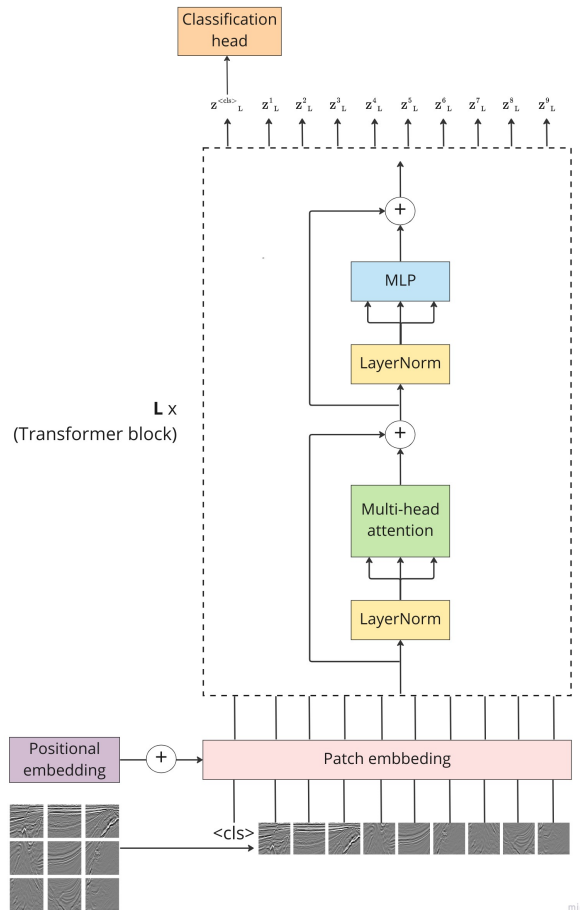 Classification
head
z<cls>L z1L z2L z3L z4L z5L z6L z7L z8L z9L
+
MLP
LayerNorm
L x
(Transformer block)
+
Multi-head
attention
LayerNorm
Positional
embedding
+
Patch embbeding
<cls>
mi